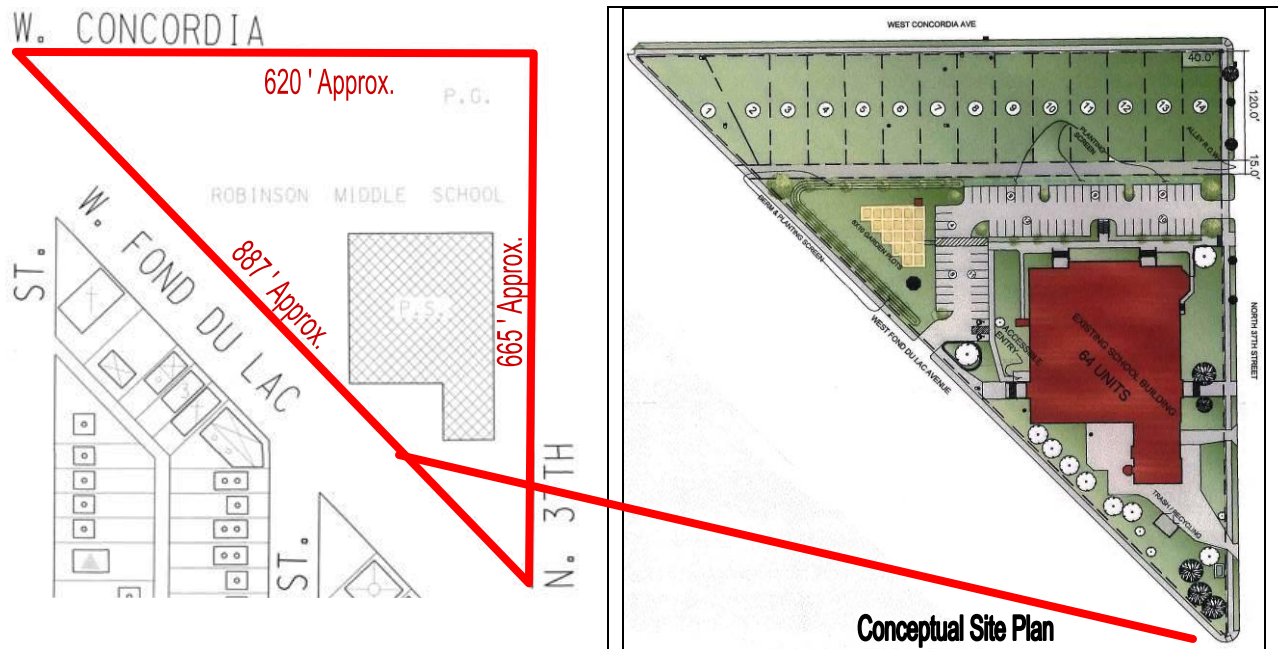 W. CONCORDIA
620 ' Approx.
P.G.
ROBINSON MIDDLE SCHOOL
W. FOND DU LAC
887 ' Approx.
665 ' Approx.
P.S.
ST.
ST.
N. 37TH
3
WEST CONCORDIA AVE
40.0'
120.0'
15.0'
1
2
3
4
5
6
7
8
9
10
11
12
13
14
PLANTING
SCREEN
ALLEY R.O.W.
BERM & PLANTING SCREEN
GARDEN PLOTS
WEST FOND DU LAC AVENUE
ACCESSIBLE
ENTRY
EXISTING SCHOOL BUILDING
64 UNITS
NORTH 37TH STREET
TRASH / RECYCLING
Conceptual Site Plan